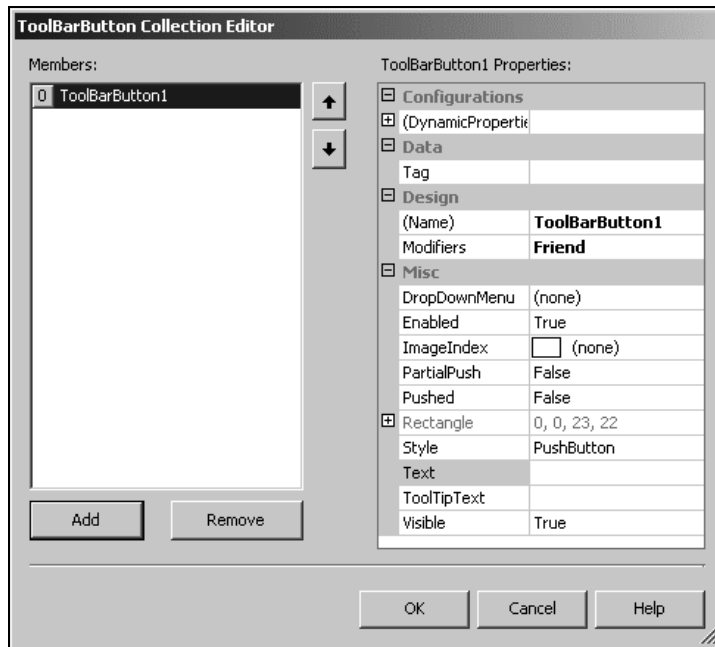 ToolBarButton Collection Editor
Members:
0 ToolBarButton1
ToolBarButton1 Properties:
Configurations
(DynamicPropertie
Data
Tag
Design
(Name) ToolBarButton1
Modifiers Friend
Misc
DropDownMenu (none)
Enabled True
ImageIndex (none)
PartialPush False
Pushed False
Rectangle 0, 0, 23, 22
Style PushButton
Text
ToolTipText
Visible True
Add Remove
OK Cancel Help